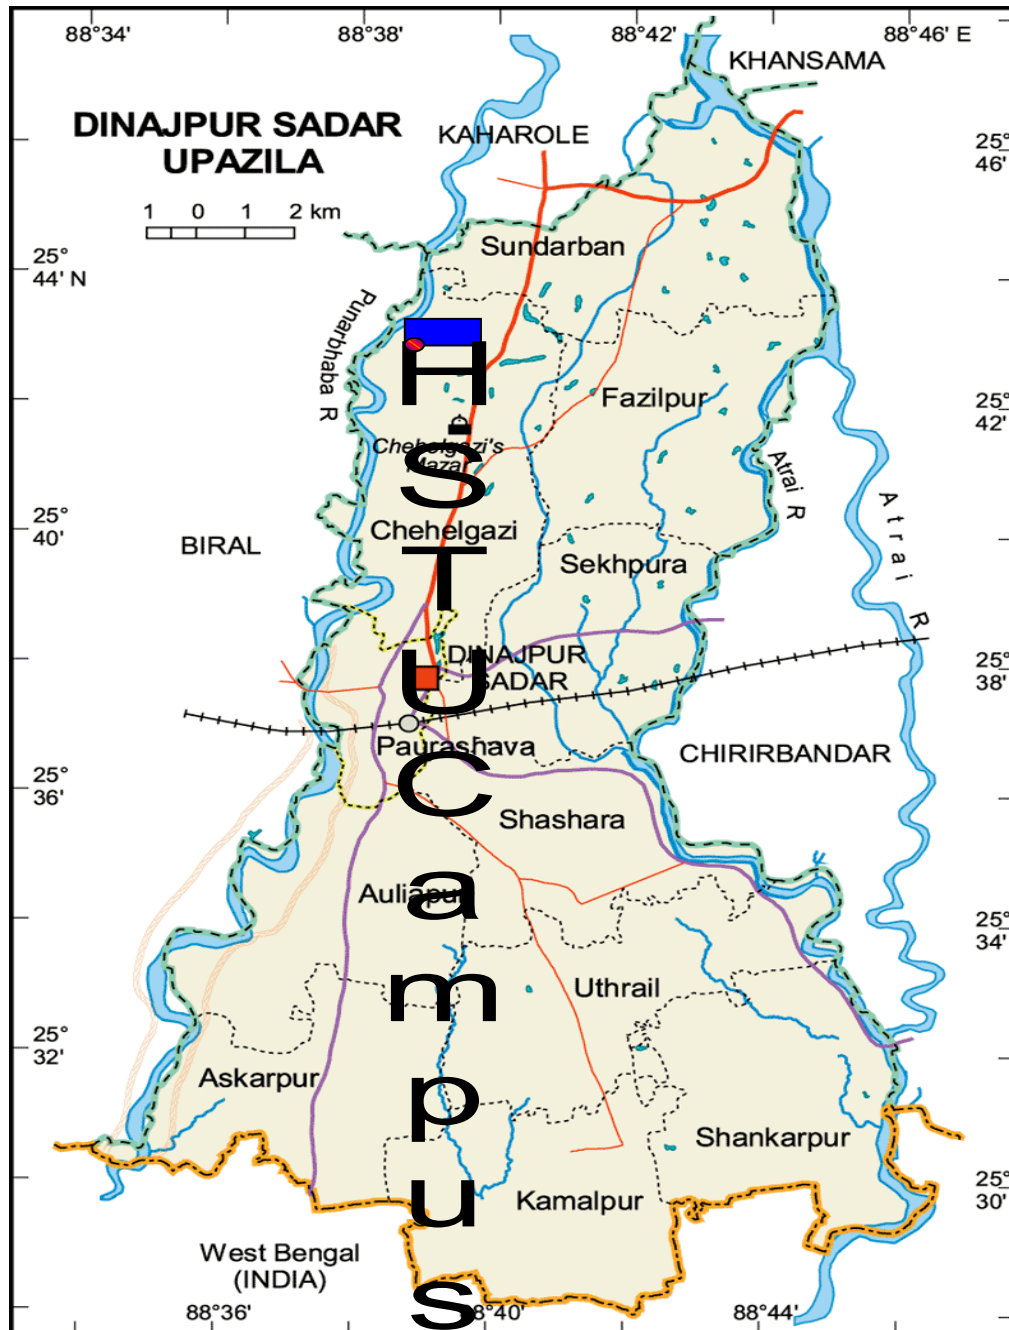 88°34'
88°38'
88°42'
88°46' E
KHANSAMA
DINAJPUR SADAR
UPAZILA
KAHAROLE
25°
46'
1 0 1 2 km
Sundarban
25°
44' N
Punarbhaba R
H
S
T
U
C
a
m
p
u
s
Fazilpur
25°
42'
Chehelgazi's
Mazar
Atrai R
Atrai R
25°
40'
Chehelgazi
BIRAL
Sekhpura
DINAJPUR
SADAR
25°
38'
Paurashava
CHIRIRBANDAR
25°
36'
Shashara
Auliapur
25°
34'
Uthrail
25°
32'
Askarpur
Shankarpur
25°
30'
Kamalpur
West Bengal
(INDIA)
88°36'
88°40'
88°44'